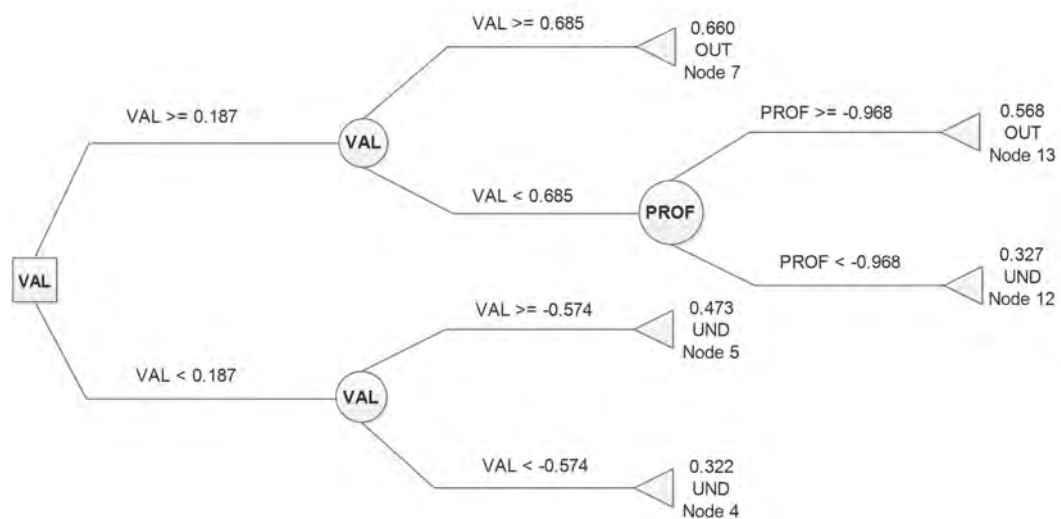 VAL >= 0.685
0.660
OUT
Node 7
VAL >= 0.187
VAL
PROF >= -0.968
0.568
OUT
Node 13
VAL < 0.685
PROF
VAL
PROF < -0.968
0.327
UND
Node 12
VAL >= -0.574
0.473
UND
Node 5
VAL < 0.187
VAL
VAL < -0.574
0.322
UND
Node 4